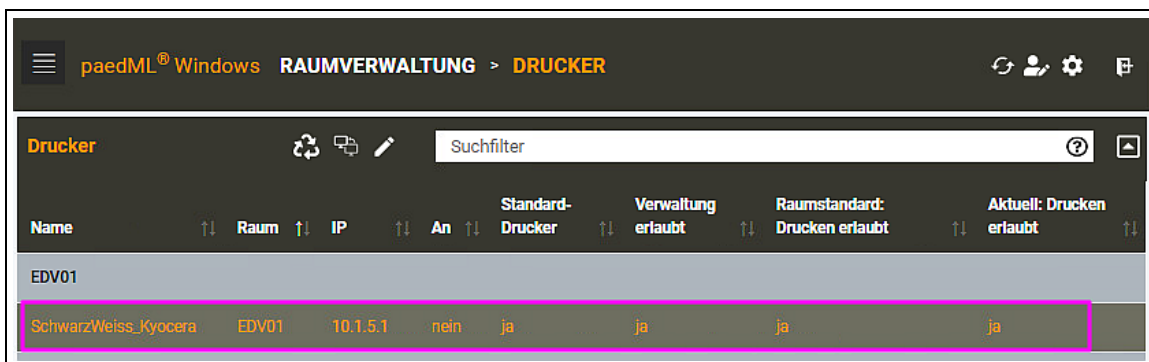 paedML® Windows RAUMVERWALTUNG > DRUCKER
Drucker Suchfilter
Name Raum IP An Standard-Drucker Verwaltung erlaubt Raumstandard: Drucken erlaubt Aktuell: Drucken erlaubt
EDV01
SchwarzWeiss_Kyocera EDV01 10.1.5.1 nein ja ja ja ja